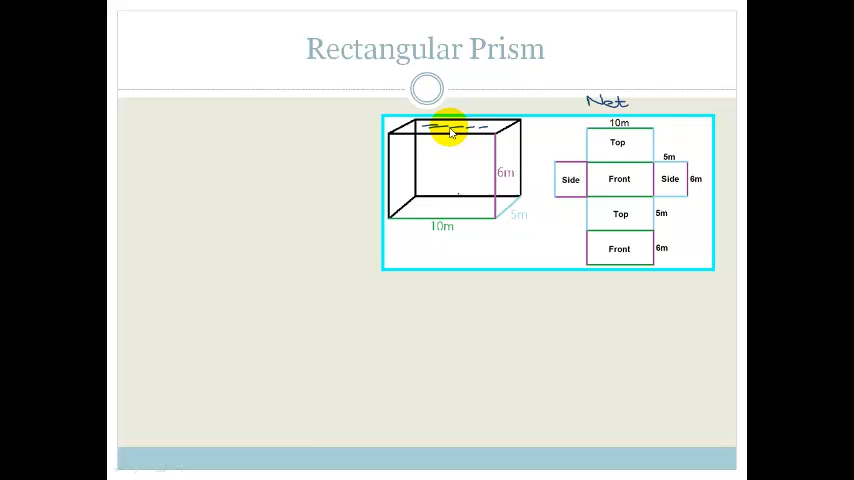 Rectangular Prism
Net
10m
Top
5m
6m
Side
Front
Side
6m
5m
Top
5m
10m
Front
6m